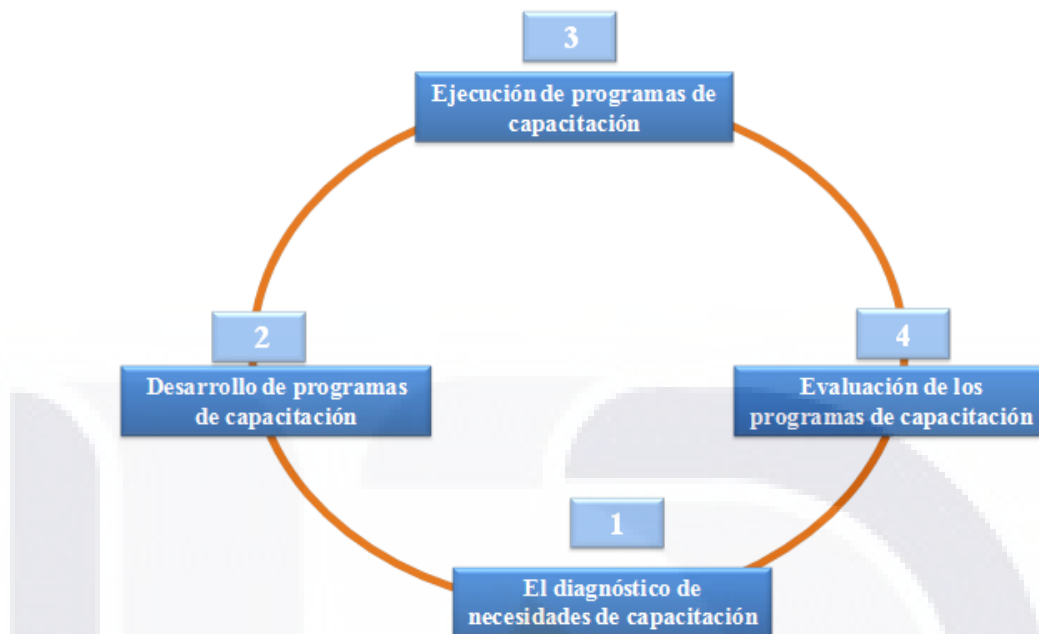 3
Ejecución de programas de
capacitación
2
Desarrollo de programas
de capacitación
4
Evaluación de los
programas de capacitación
1
El diagnóstico de
necesidades de capacitación